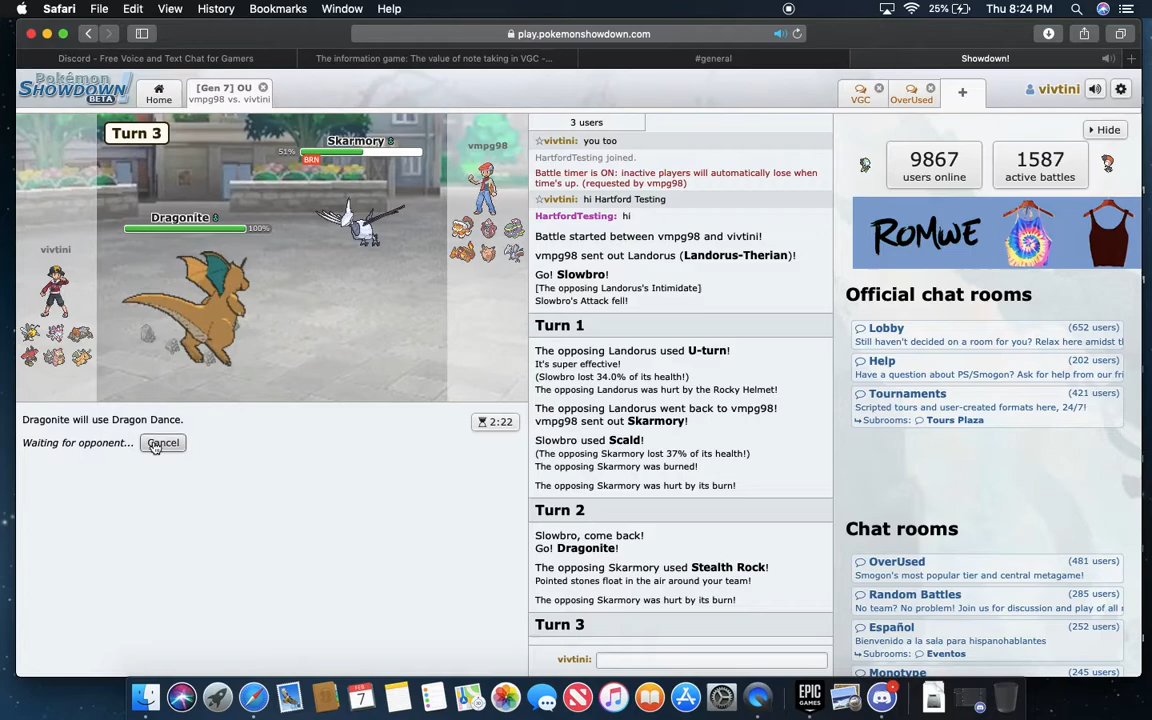 Safari File Edit View History Bookmarks Window Help 25% Thu 8:24 PM
play.pokemonshowdown.com
Discord - Free Voice and Text Chat for Gamers The information game: The value of note taking in VGC -... #general Showdown!
Pokémon
SHOWDOWN!
BETA
Home
[Gen 7] OU
vmpg98 vs. vivtini
VGC
OverUsed
vivtini
Turn 3
Skarmory
51%
BRN
Dragonite
100%
vmpg98
vivtini
Dragonite will use Dragon Dance.
Waiting for opponent... Cancel
2:22
3 users
☆vivtini: you too
HartfordTesting joined.
Battle timer is ON: inactive players will automatically lose when
time's up. (requested by vmpg98)
☆vivtini: hi Hartford Testing
HartfordTesting: hi
Battle started between vmpg98 and vivtini!
vmpg98 sent out Landorus (Landorus-Therian)!
Go! Slowbro!
[The opposing Landorus's Intimidate]
Slowbro's Attack fell!
Turn 1
The opposing Landorus used U-turn!
It's super effective!
(Slowbro lost 34.0% of its health!)
The opposing Landorus was hurt by the Rocky Helmet!
The opposing Landorus went back to vmpg98!
vmpg98 sent out Skarmory!
Slowbro used Scald!
(The opposing Skarmory lost 37% of its health!)
The opposing Skarmory was burned!
The opposing Skarmory was hurt by its burn!
Turn 2
Slowbro, come back!
Go! Dragonite!
The opposing Skarmory used Stealth Rock!
Pointed stones float in the air around your team!
The opposing Skarmory was hurt by its burn!
Turn 3
vivtini:
Hide
9867
users online
1587
active battles
ROMWE
Official chat rooms
Lobby (652 users)
Still haven't decided on a room for you? Relax here amidst t
Help (202 users)
Have a question about PS/Smogon? Ask for help from our fri
Tournaments (421 users)
Scripted tours and user-created formats here, 24/7!
Subrooms: Tours Plaza
Chat rooms
OverUsed (481 users)
Smogon's most popular tier and central metagame!
Random Battles (285 users)
No team? No problem! Join us for discussion and play of all r
Español (252 users)
Bienvenido a la sala para hispanohablantes
Subrooms: Eventos
Monotype (245 users)
FEB
7
EPIC
GAMES